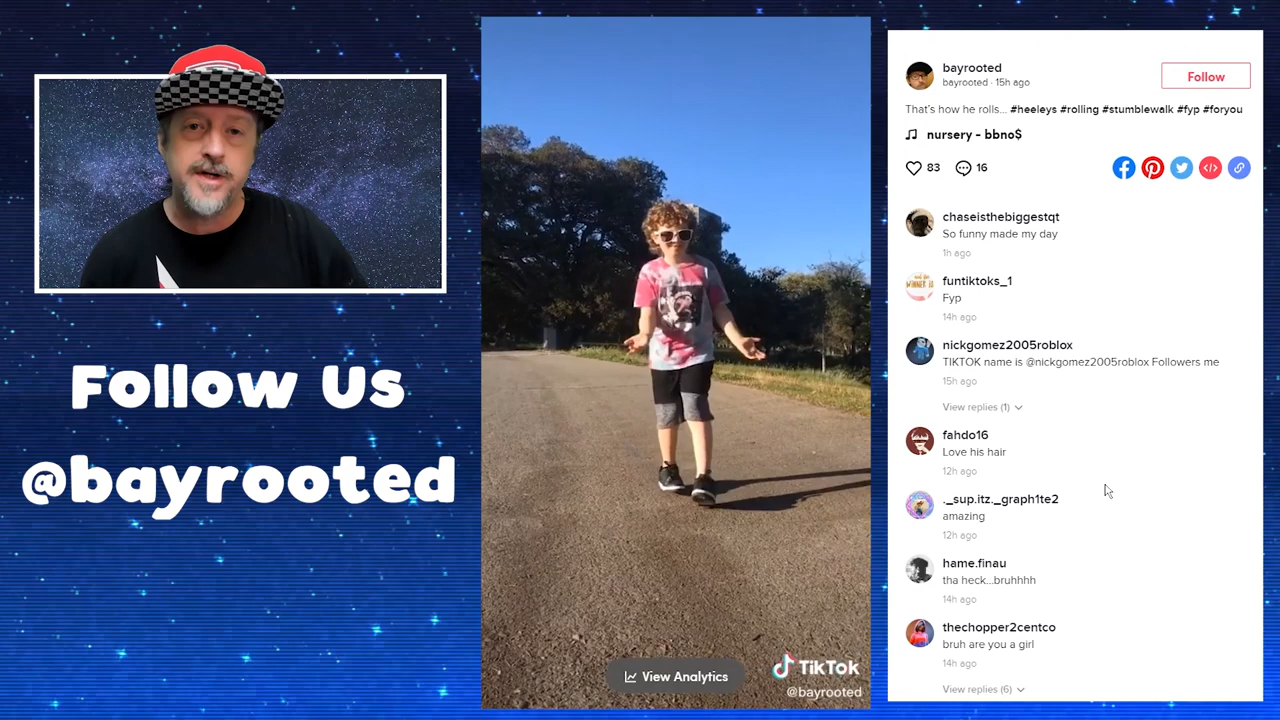 Follow Us
@bayrooted
View Analytics
TikTok
@bayrooted
bayrooted
bayrooted · 15h ago
Follow
That's how he rolls... #heeleys #rolling #stumblewalk #fyp #foryou
nursery - bbno$
83
16
chaseisthebiggestqt
So funny made my day
1h ago
funtiktoks_1
Fyp
14h ago
nickgomez2005roblox
TIKTOK name is @nickgomez2005roblox Followers me
15h ago
View replies (1)
fahdo16
Love his hair
12h ago
._sup.itz._graph1te2
amazing
12h ago
hame.finau
tha heck...bruhhhh
14h ago
thechopper2centco
bruh are you a girl
14h ago
View replies (6)